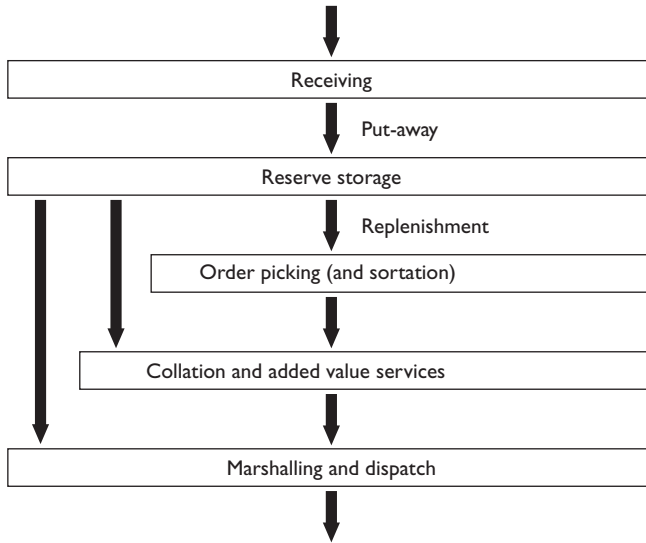 Receiving
Put-away
Reserve storage
Replenishment
Order picking (and sortation)
Collation and added value services
Marshalling and dispatch